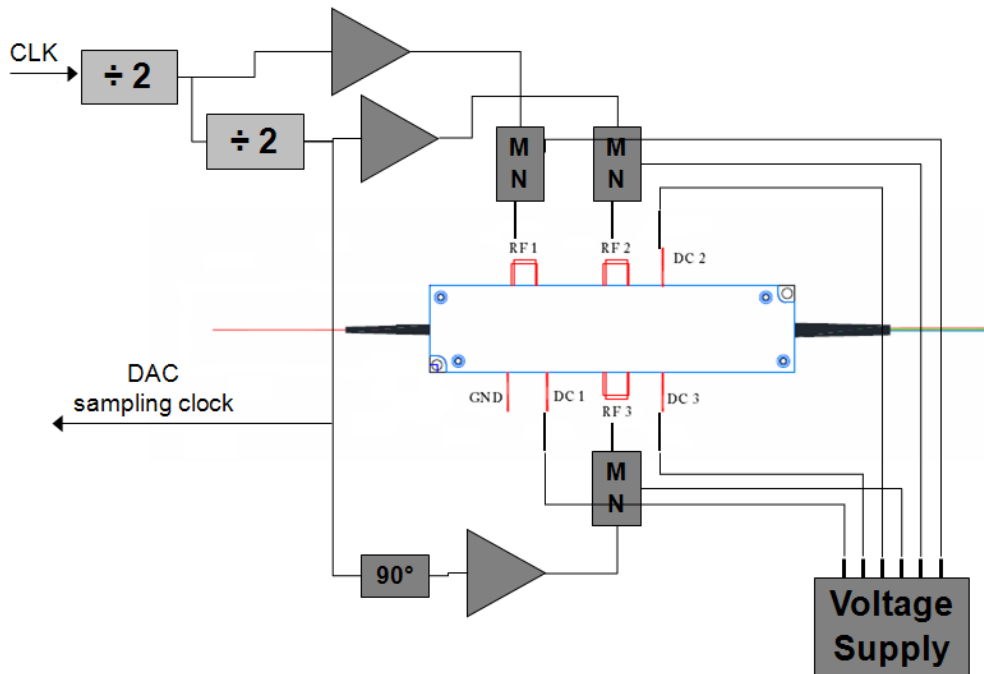 CLK
÷ 2
÷ 2
M
N
M
N
RF 1
RF 2
DC 2
DAC
sampling clock
GND
DC 1
RF 3
DC 3
M
N
90°
Voltage
Supply